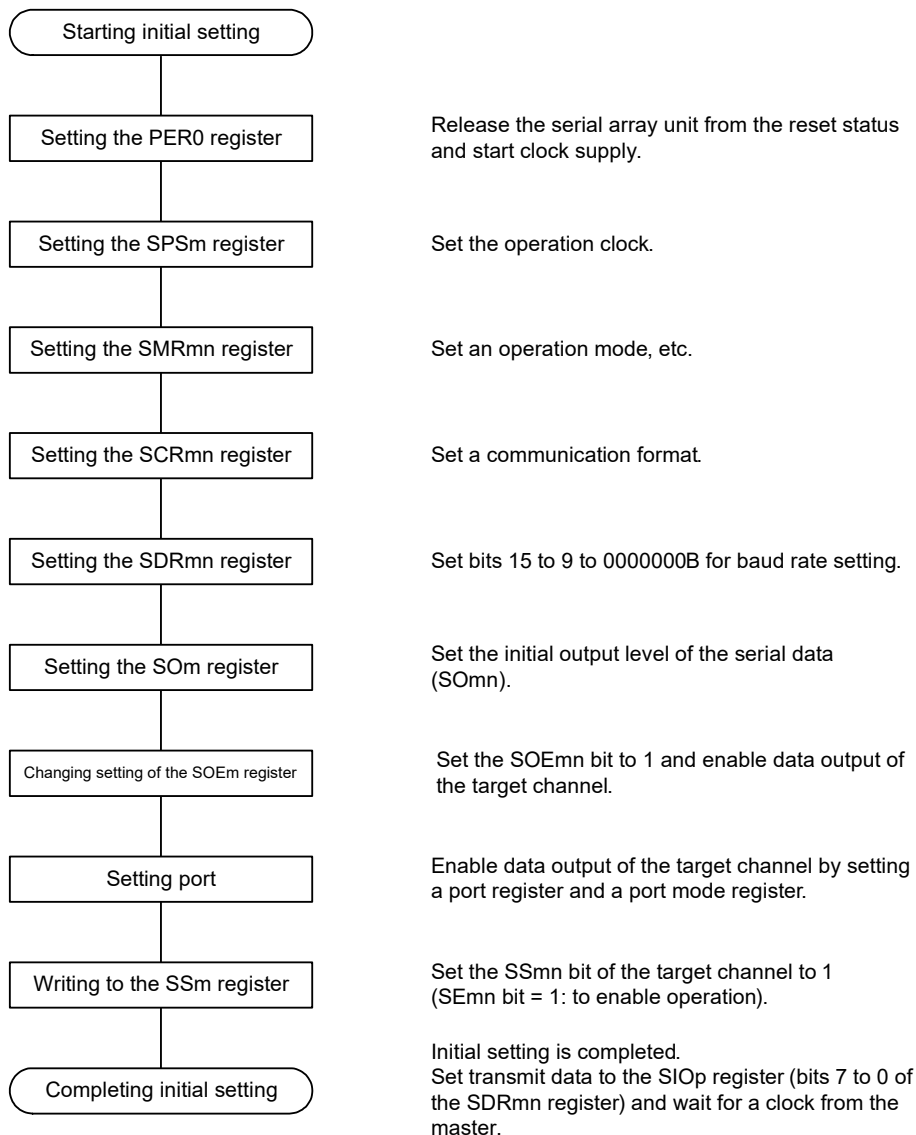 Starting initial setting
Setting the PER0 register
Release the serial array unit from the reset status
and start clock supply.
Setting the SPSm register
Set the operation clock.
Setting the SMRmn register
Set an operation mode, etc.
Setting the SCRmn register
Set a communication format.
Setting the SDRmn register
Set bits 15 to 9 to 0000000B for baud rate setting.
Setting the SOm register
Set the initial output level of the serial data
(SOmn).
Changing setting of the SOEm register
Set the SOEmn bit to 1 and enable data output of
the target channel.
Setting port
Enable data output of the target channel by setting
a port register and a port mode register.
Writing to the SSm register
Set the SSmn bit of the target channel to 1
(SEmn bit = 1: to enable operation).
Completing initial setting
Initial setting is completed.
Set transmit data to the SIOp register (bits 7 to 0 of
the SDRmn register) and wait for a clock from the
master.